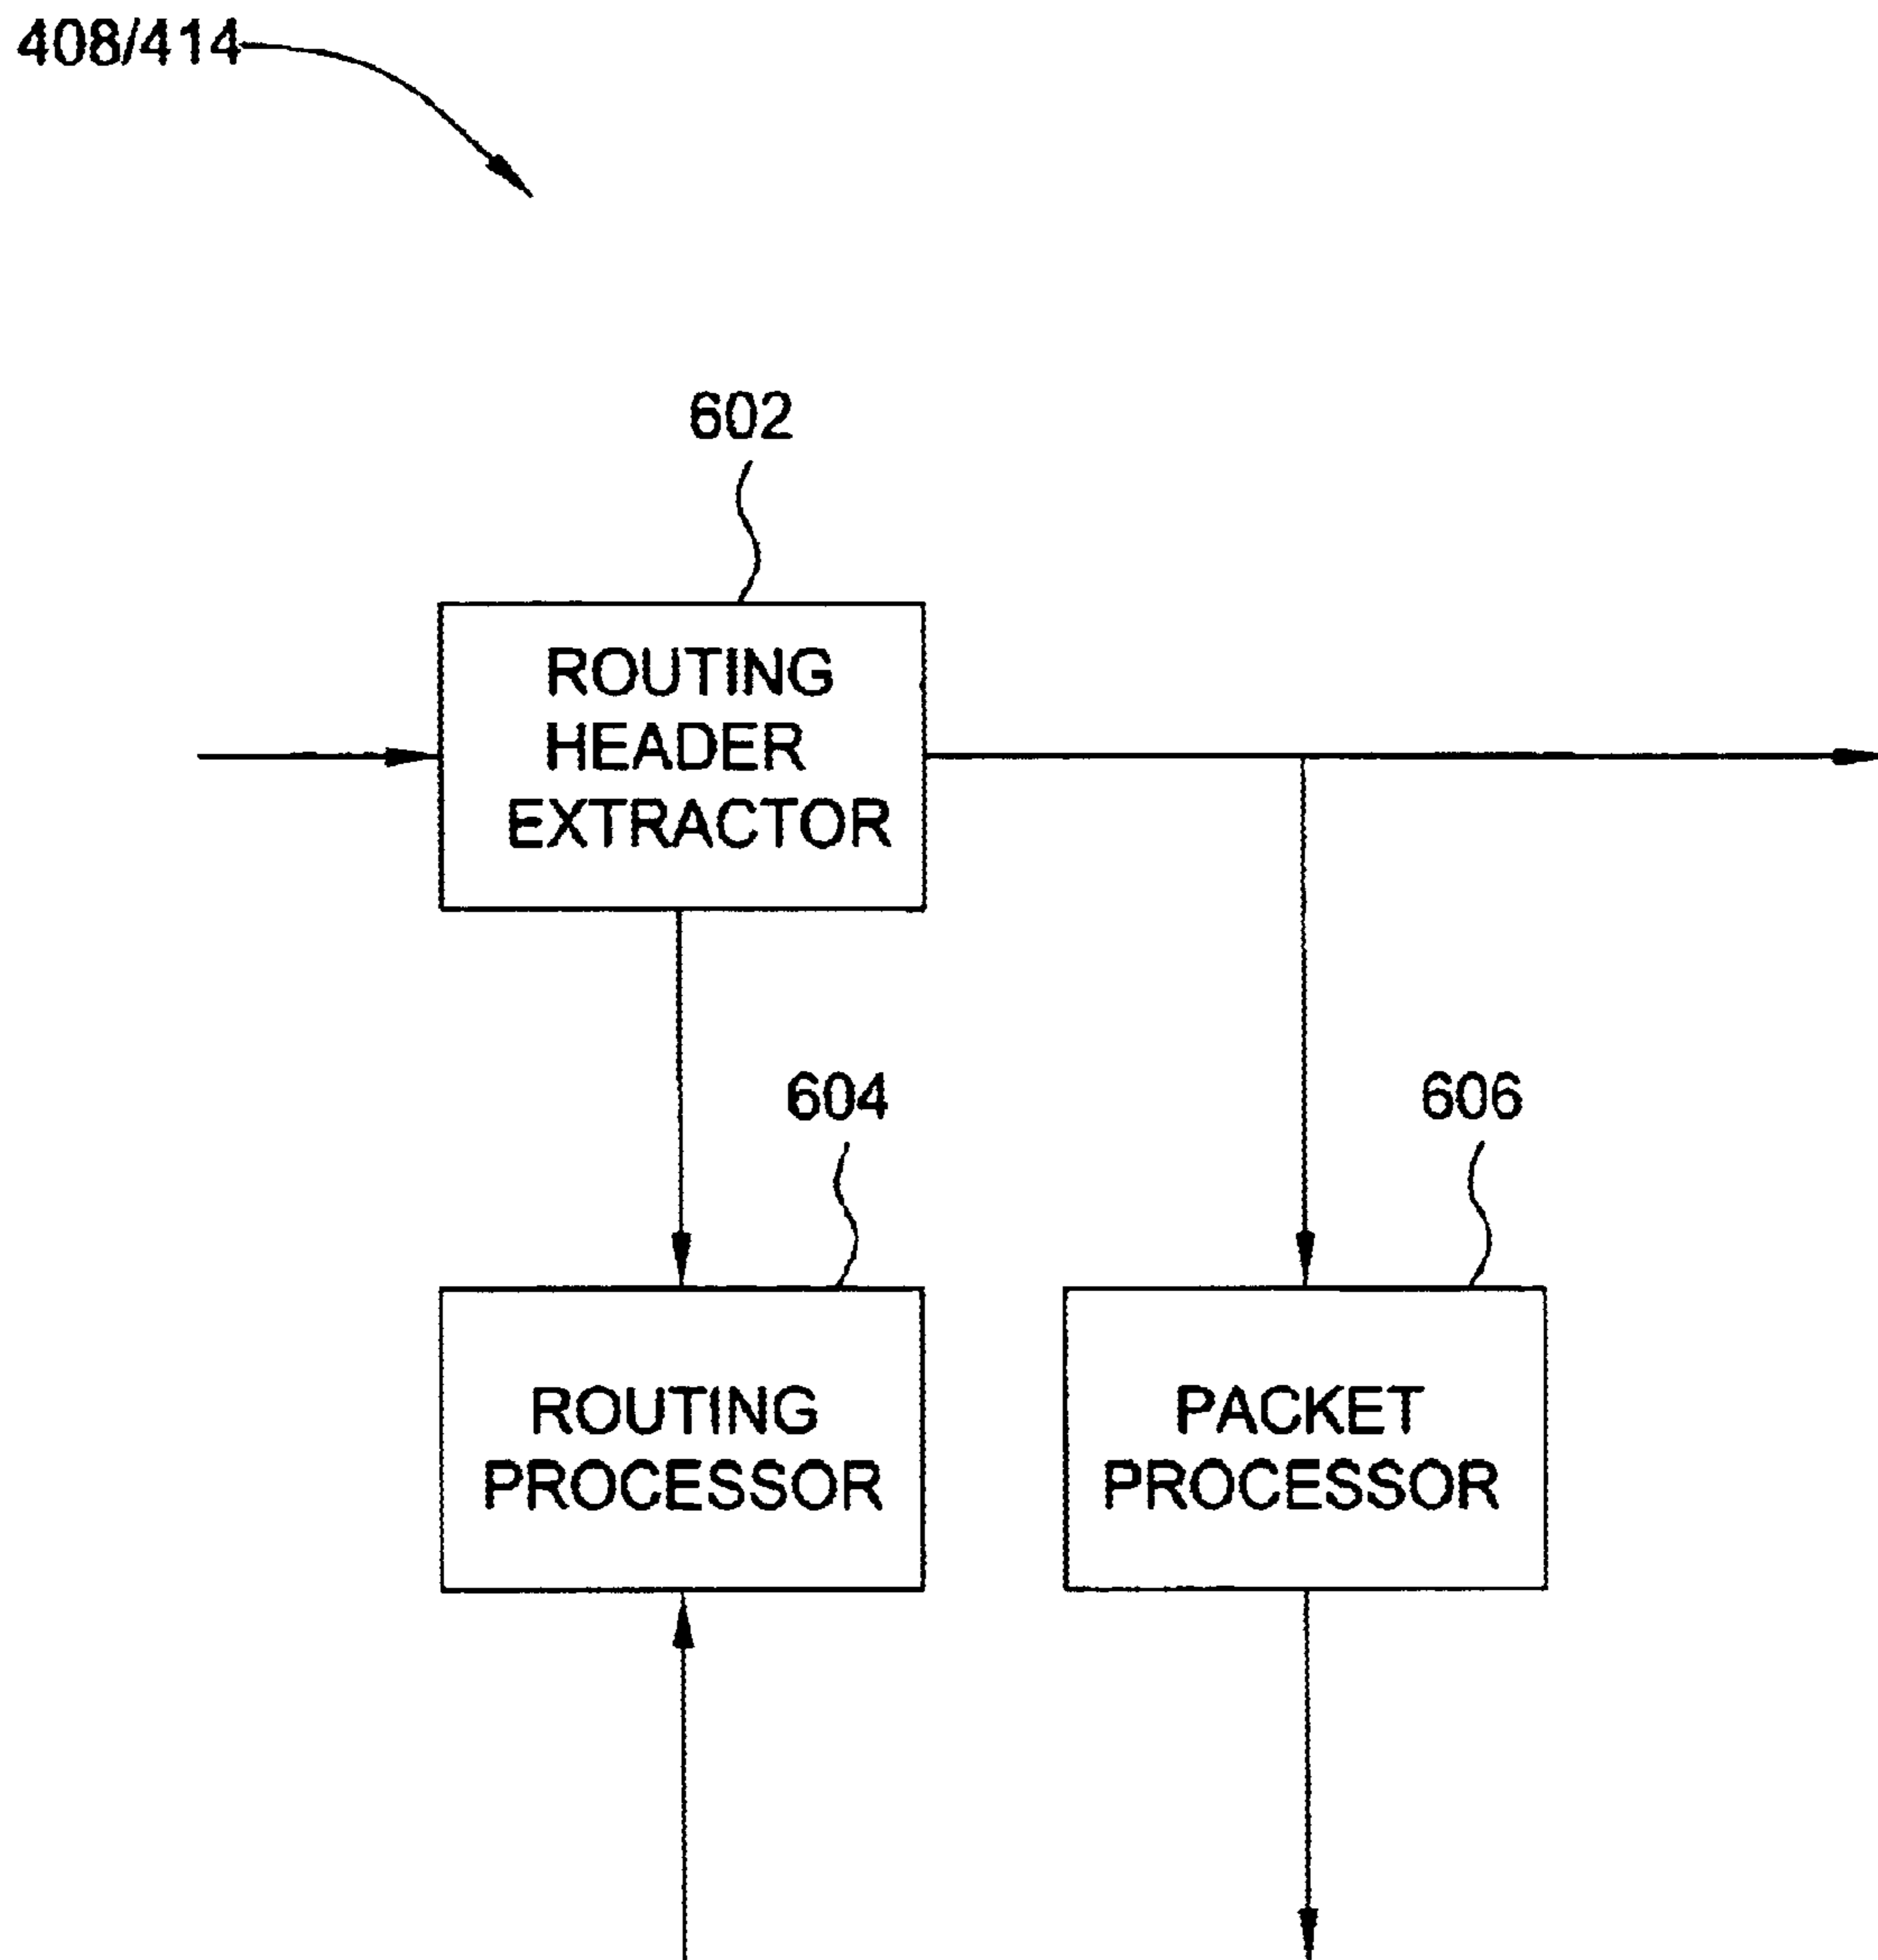 408/414
602
ROUTING
HEADER
EXTRACTOR
604
606
ROUTING
PROCESSOR
PACKET
PROCESSOR